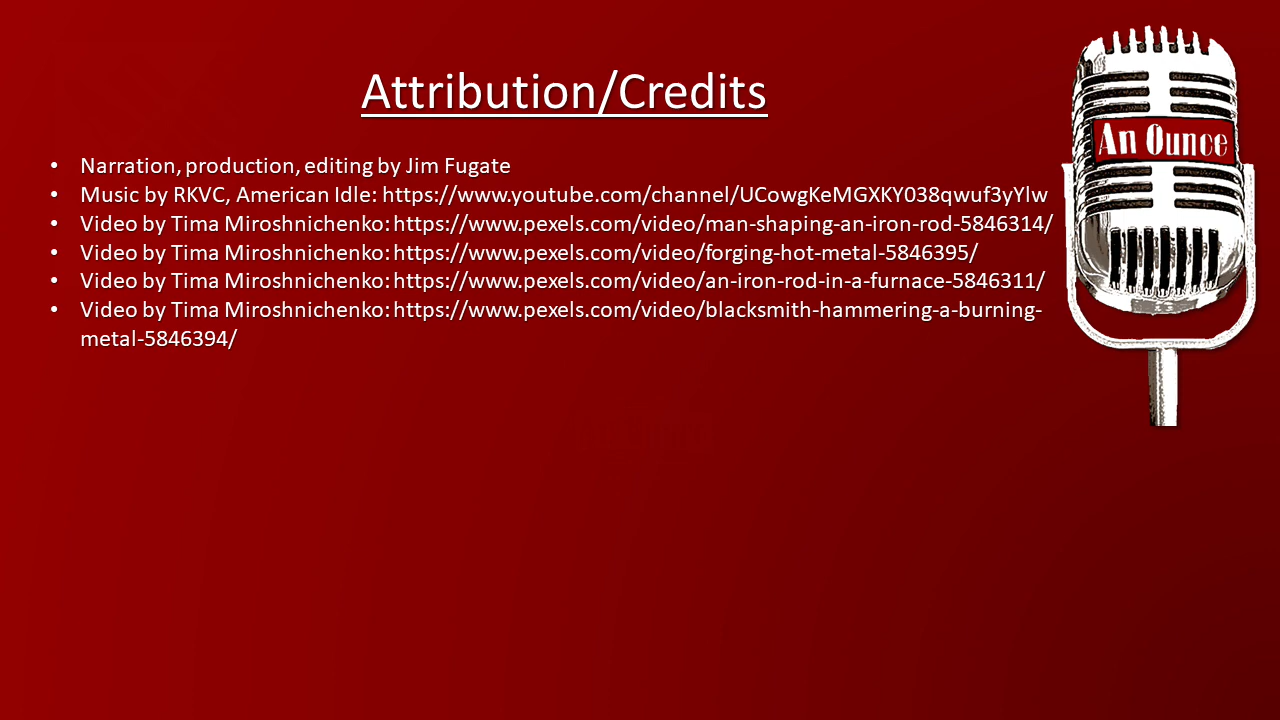 Attribution/Credits
An Ounce
• Narration, production, editing by Jim Fugate
• Music by RKVC, American Idle: https://www.youtube.com/channel/UCowgKeMGXKY038qwuf3yYlw
• Video by Tima Miroshnichenko: https://www.pexels.com/video/man-shaping-an-iron-rod-5846314/
• Video by Tima Miroshnichenko: https://www.pexels.com/video/forging-hot-metal-5846395/
• Video by Tima Miroshnichenko: https://www.pexels.com/video/an-iron-rod-in-a-furnace-5846311/
• Video by Tima Miroshnichenko: https://www.pexels.com/video/blacksmith-hammering-a-burning-
metal-5846394/